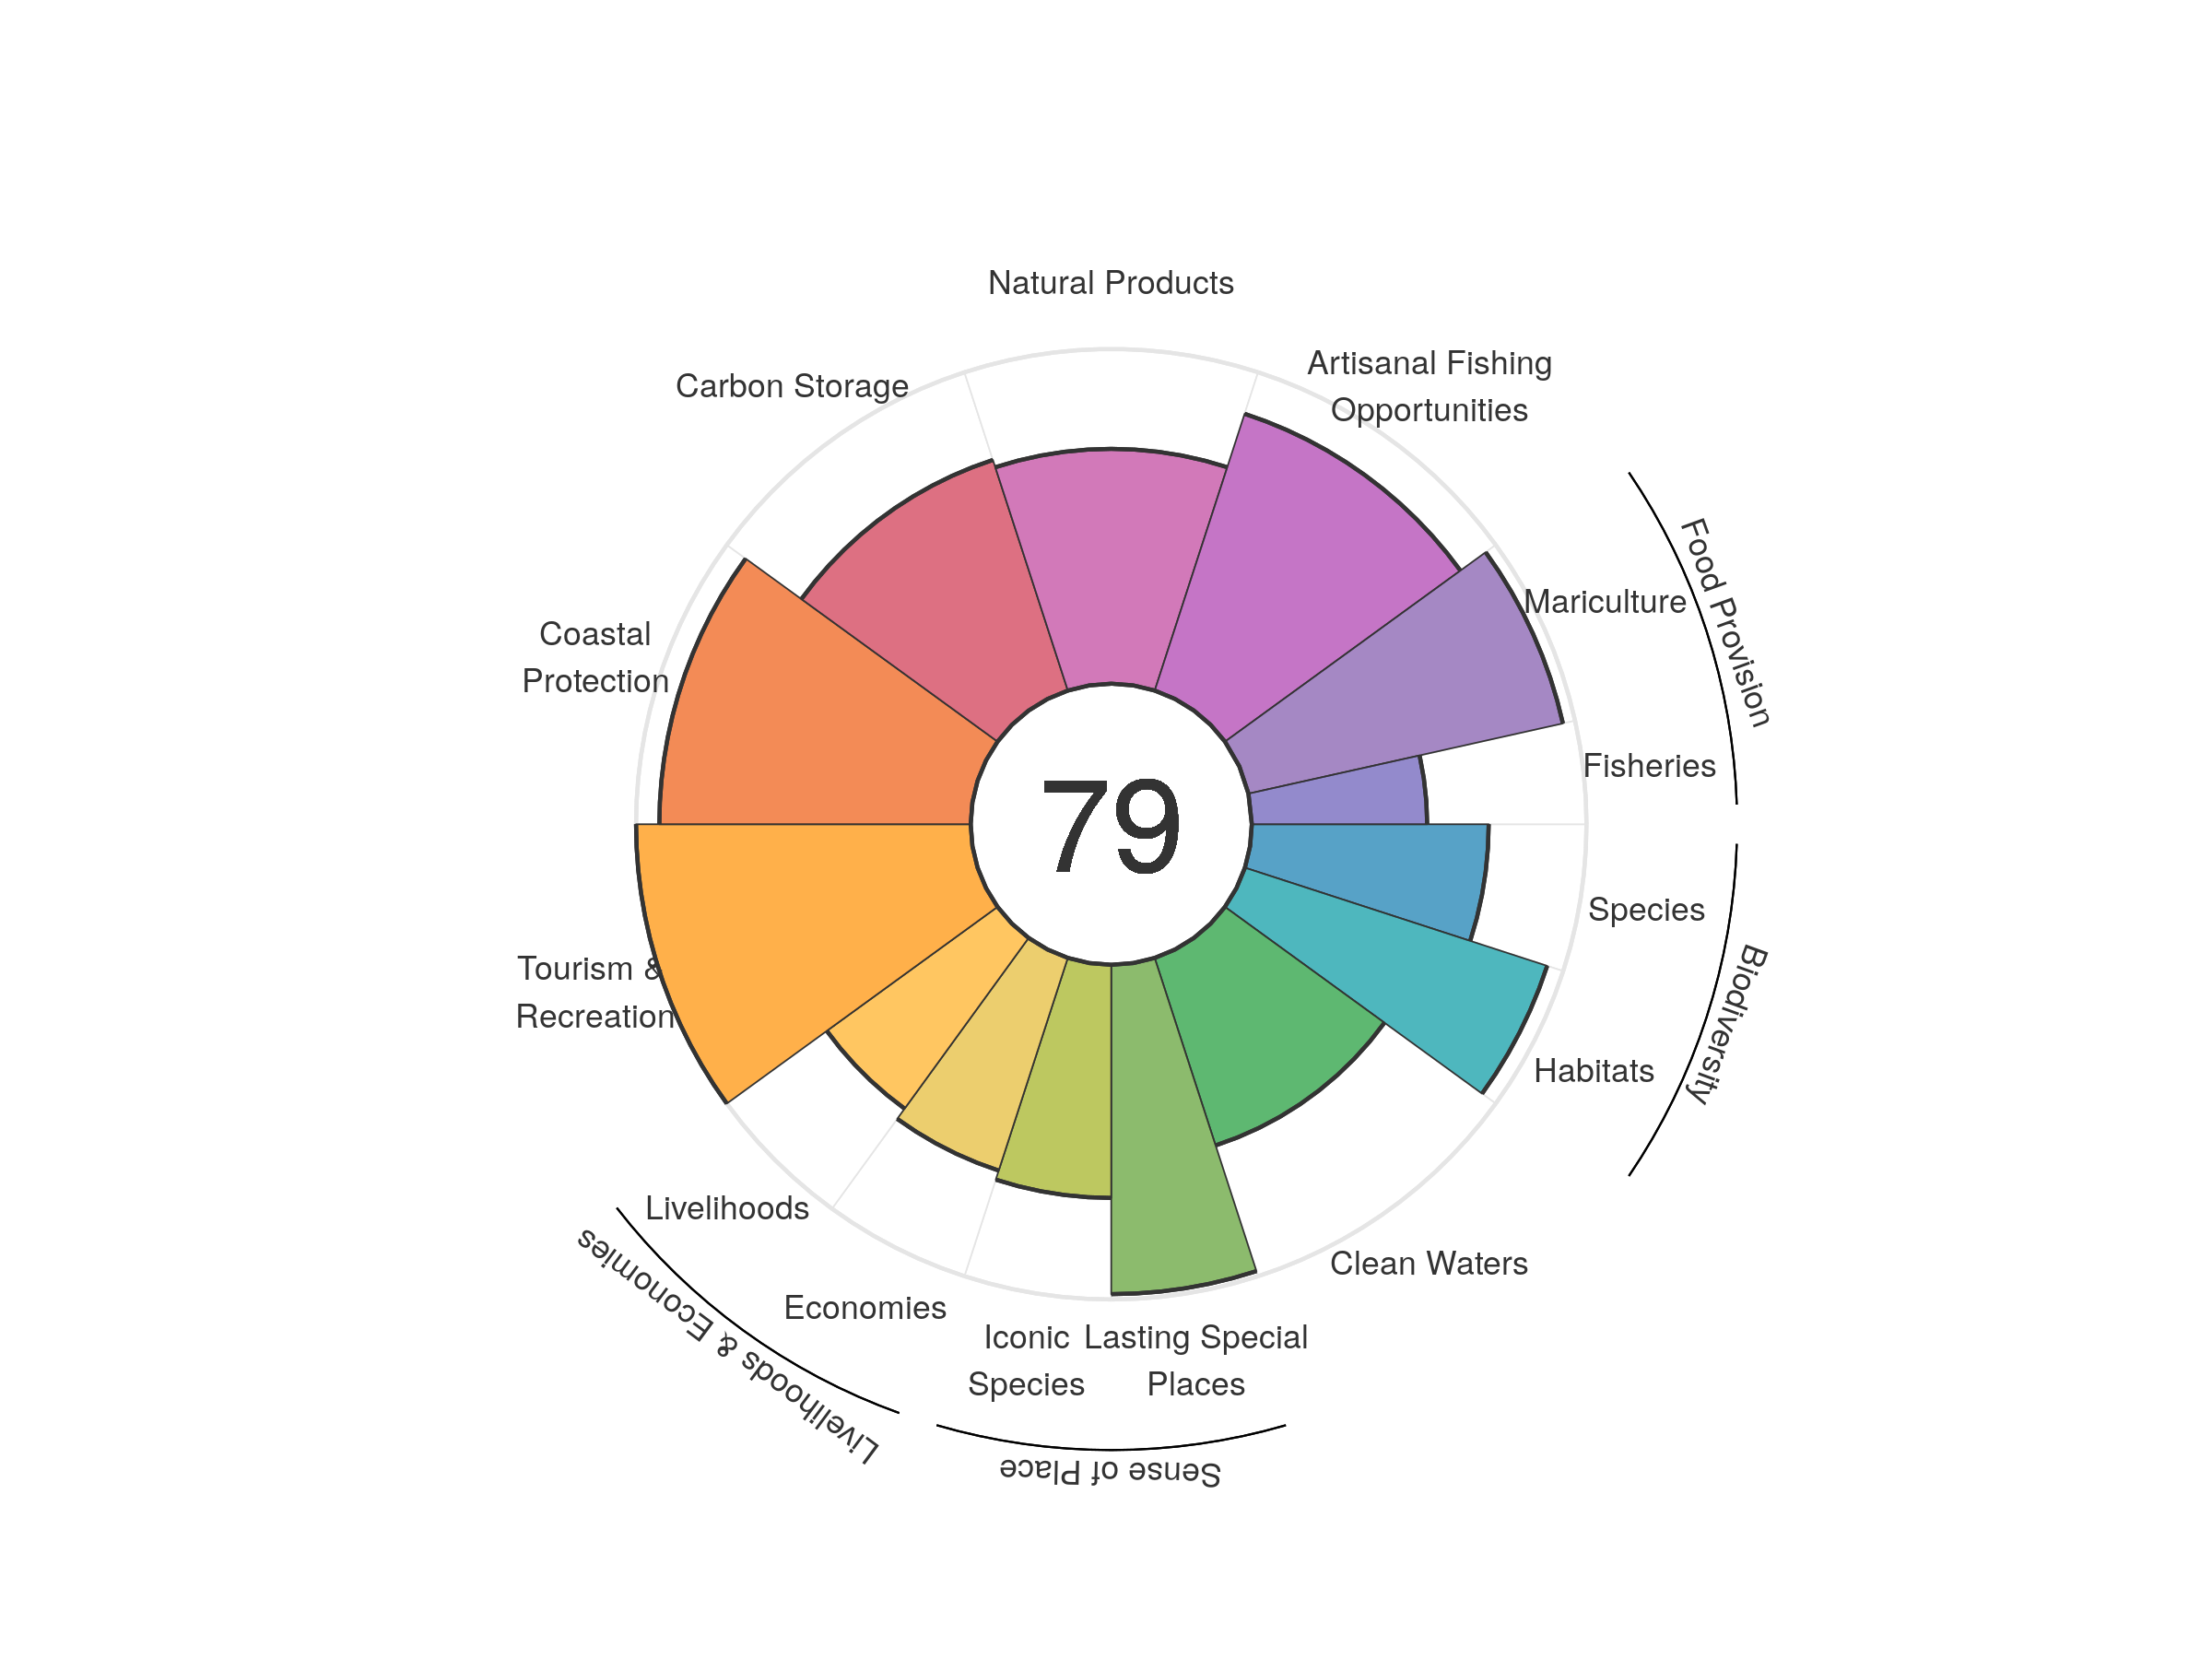 Natural Products
Artisanal Fishing
Opportunities
Carbon Storage
Food Provision
Mariculture
Coastal
Protection
Fisheries
79
Species
Biodiversity
Tourism &
Recreation
Habitats
Livelihoods
Clean Waters
Livelihoods & Economies
Economies
Iconic
Species
Lasting Special
Places
Sense of Place